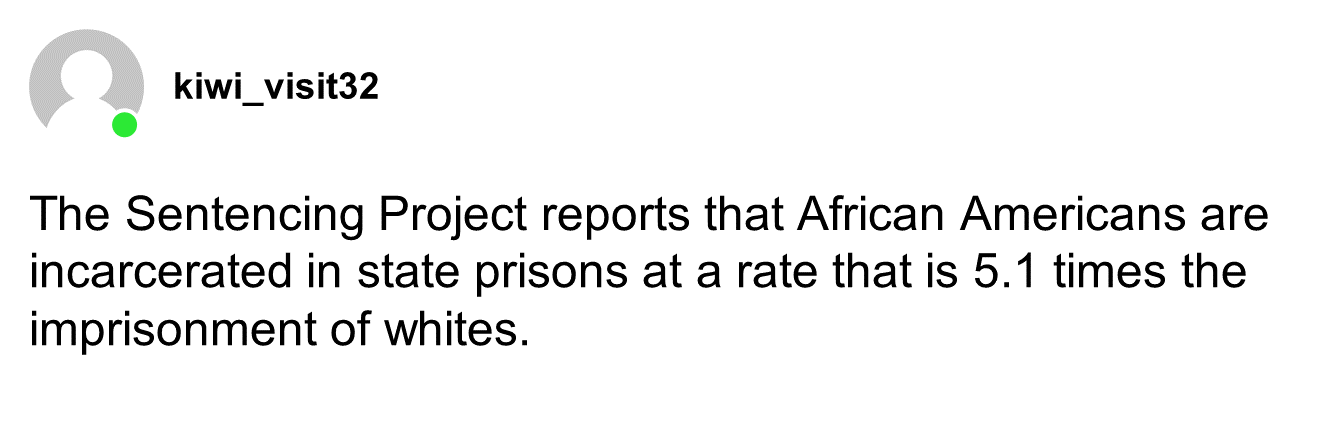 kiwi_visit32
The Sentencing Project reports that African Americans are
incarcerated in state prisons at a rate that is 5.1 times the
imprisonment of whites.